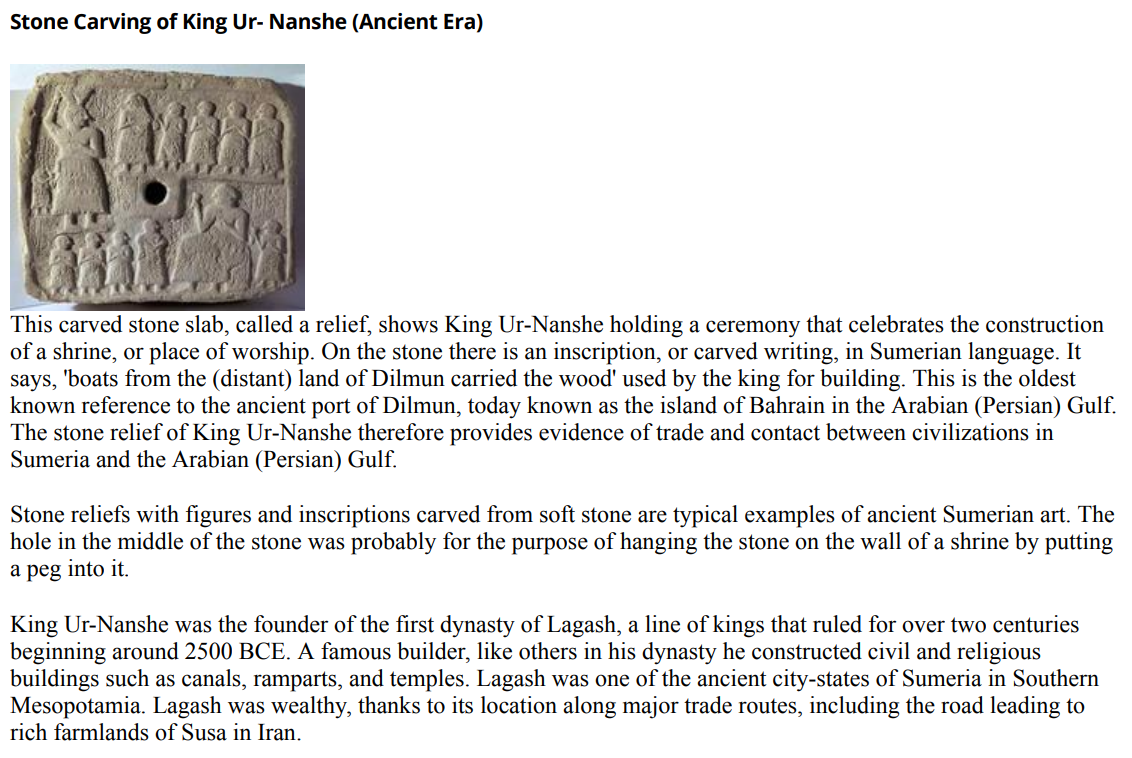 Stone Carving of King Ur- Nanshe (Ancient Era)
This carved stone slab, called a relief, shows King Ur-Nanshe holding a ceremony that celebrates the construction
of a shrine, or place of worship. On the stone there is an inscription, or carved writing, in Sumerian language. It
says, 'boats from the (distant) land of Dilmun carried the wood' used by the king for building. This is the oldest
known reference to the ancient port of Dilmun, today known as the island of Bahrain in the Arabian (Persian) Gulf.
The stone relief of King Ur-Nanshe therefore provides evidence of trade and contact between civilizations in
Sumeria and the Arabian (Persian) Gulf.
Stone reliefs with figures and inscriptions carved from soft stone are typical examples of ancient Sumerian art. The
hole in the middle of the stone was probably for the purpose of hanging the stone on the wall of a shrine by putting
a peg into it.
King Ur-Nanshe was the founder of the first dynasty of Lagash, a line of kings that ruled for over two centuries
beginning around 2500 BCE. A famous builder, like others in his dynasty he constructed civil and religious
buildings such as canals, ramparts, and temples. Lagash was one of the ancient city-states of Sumeria in Southern
Mesopotamia. Lagash was wealthy, thanks to its location along major trade routes, including the road leading to
rich farmlands of Susa in Iran.